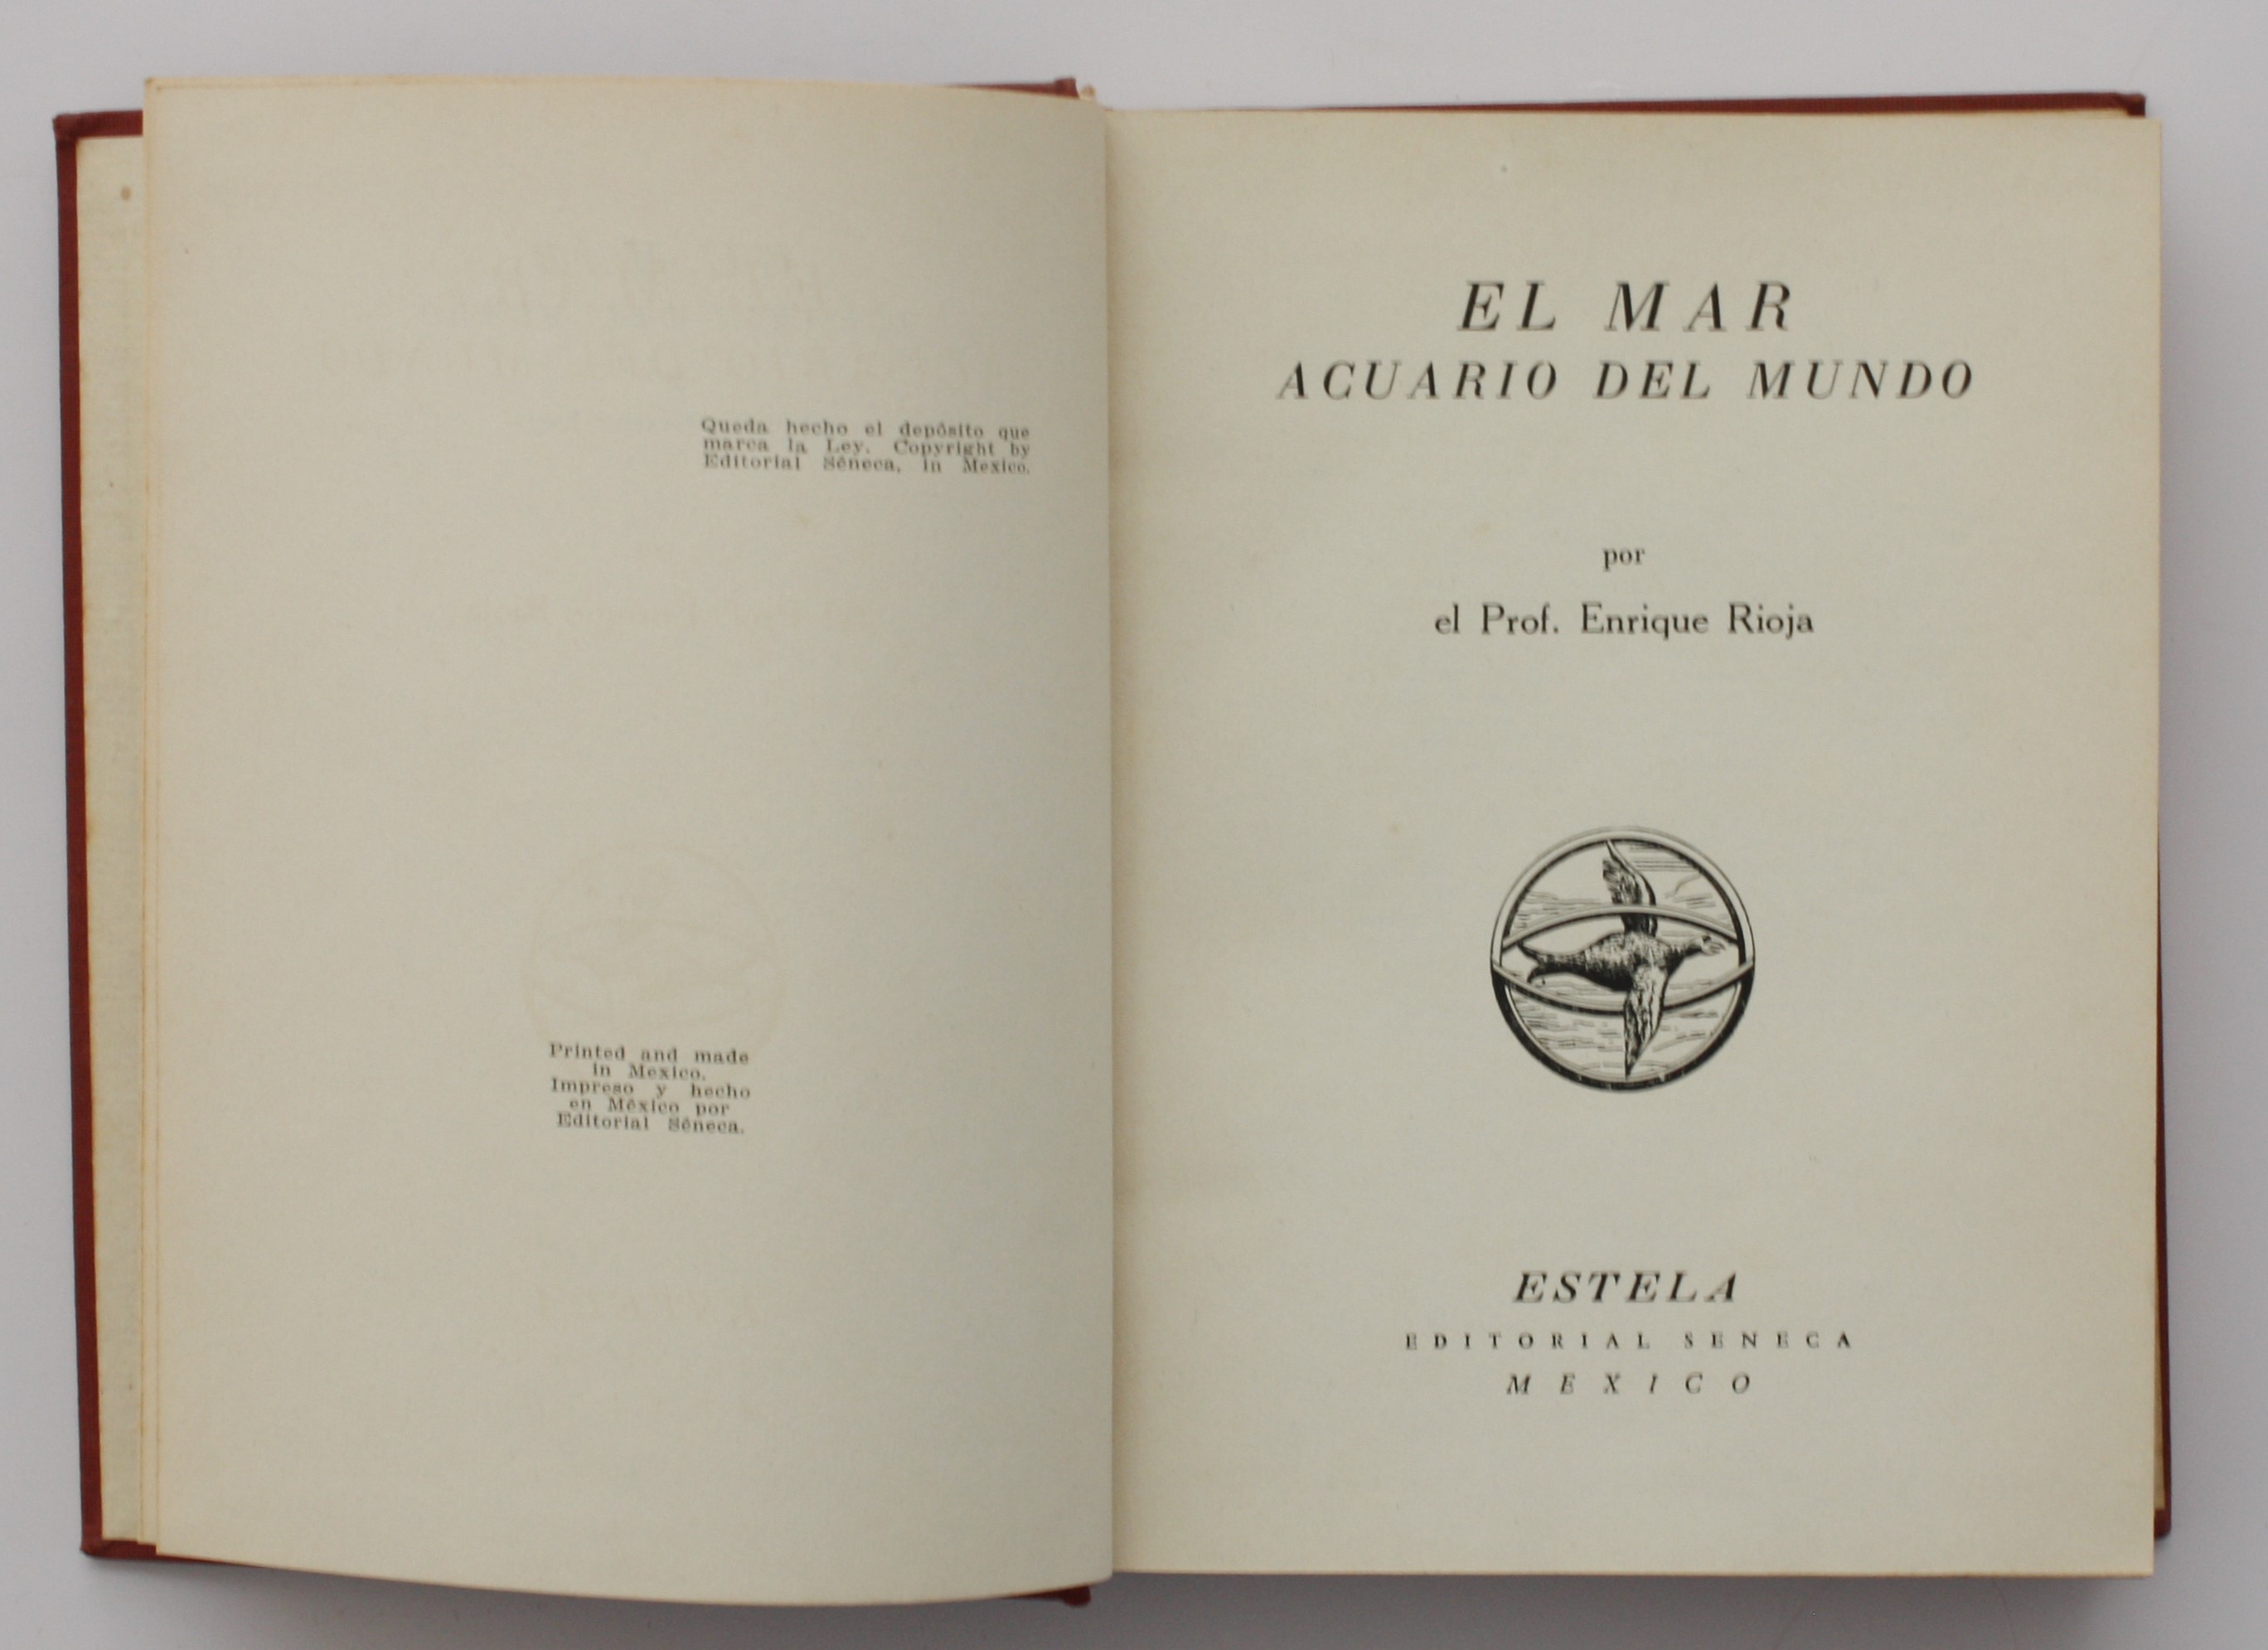 Queda hecho el depósito que
marca la Ley. Copyright by
Editorial Séneca, in Mexico.
Printed and made
in Mexico.
Impreso y hecho
en México por
Editorial Séneca.
EL MAR
ACUARIO DEL MUNDO
por
el Prof. Enrique Rioja
ESTELA
EDITORIAL SENECA
MEXICO